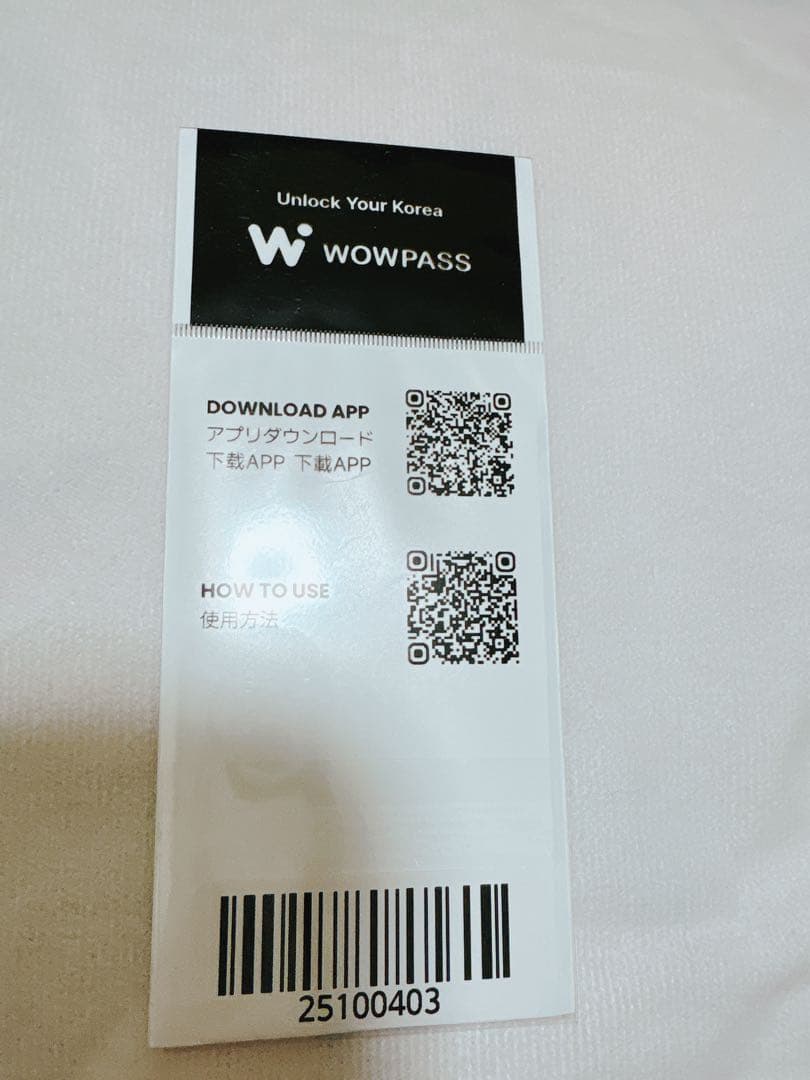 Unlock Your Korea
WOWPASS
DOWNLOAD APP
アプリダウンロード
下载APP 下載APP
HOW TO USE
使用方法
25100403